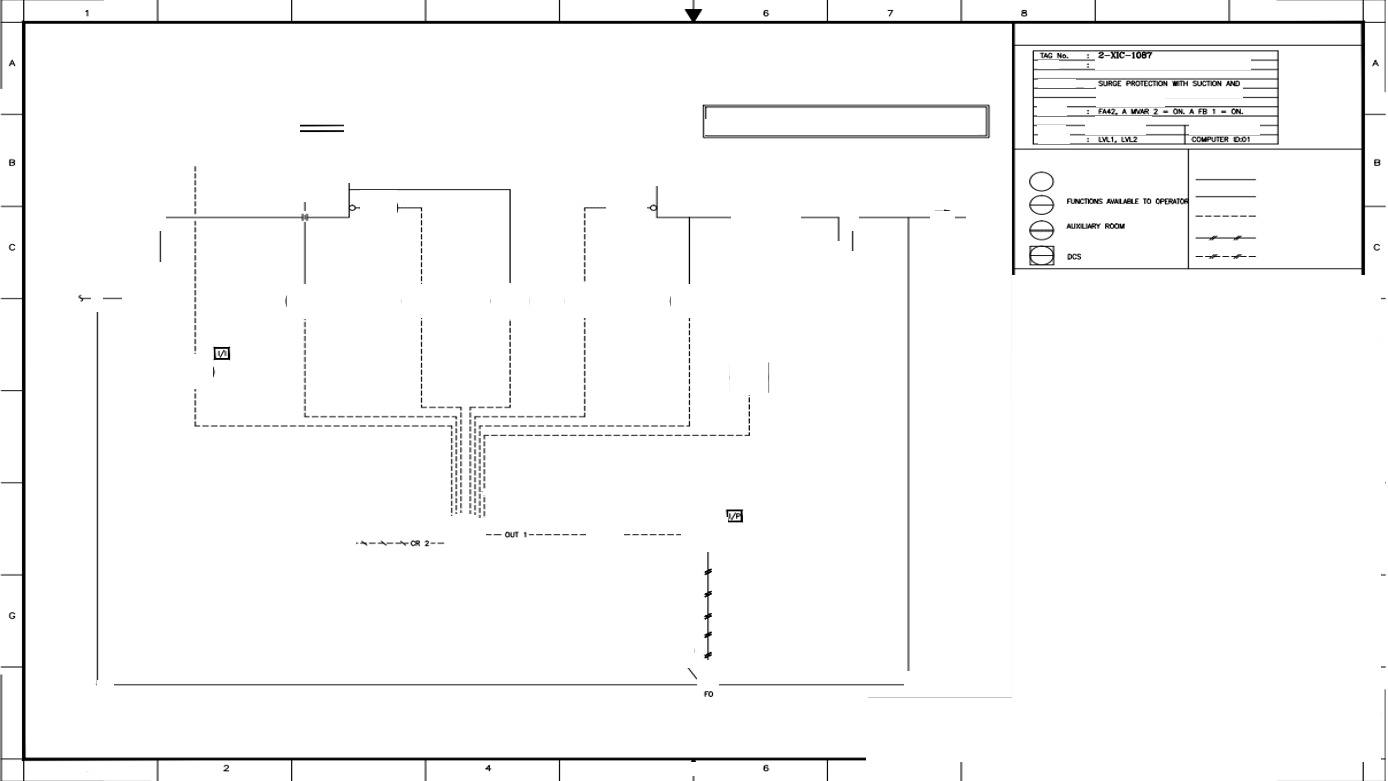 1 6 7 8
A A
TAG No. : 2-XIC-1087
:
SURGE PROTECTION WITH SUCTION AND
: FA42, A MVAR 2 = ON. A FB 1 = ON.
: LVL1, LVL2 COMPUTER ID:01
B B
FUNCTIONS AVAILABLE TO OPERATOR
AUXILIARY ROOM
C C
DCS
I/I
I/P
OUT 1
CR 2
G
FO
2 4 6